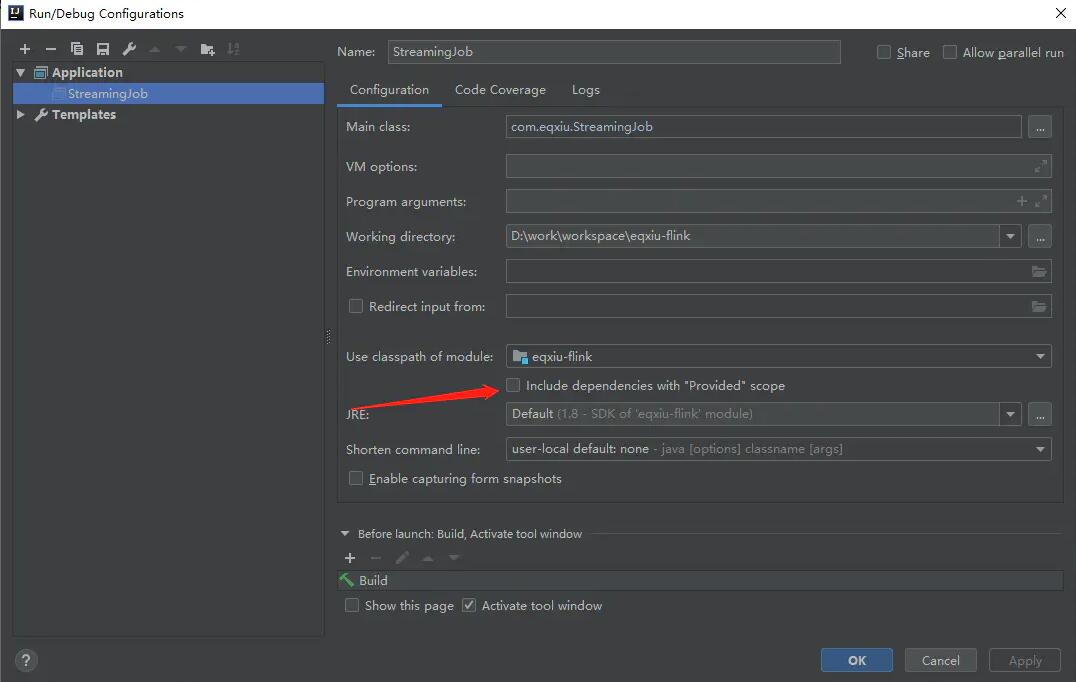 Run/Debug Configurations
Application
StreamingJob
Templates
Name: StreamingJob Share Allow parallel run
Configuration Code Coverage Logs
Main class: com.eqxiu.StreamingJob ...
VM options:
Program arguments:
Working directory: D:\work\workspace\eqxiu-flink ...
Environment variables:
Redirect input from:
Use classpath of module: eqxiu-flink
Include dependencies with "Provided" scope
JRE: Default (1.8 - SDK of 'eqxiu-flink' module) ...
Shorten command line: user-local default: none - java [options] classname [args]
Enable capturing form snapshots
Before launch: Build, Activate tool window
Build
Show this page Activate tool window
? OK Cancel Apply